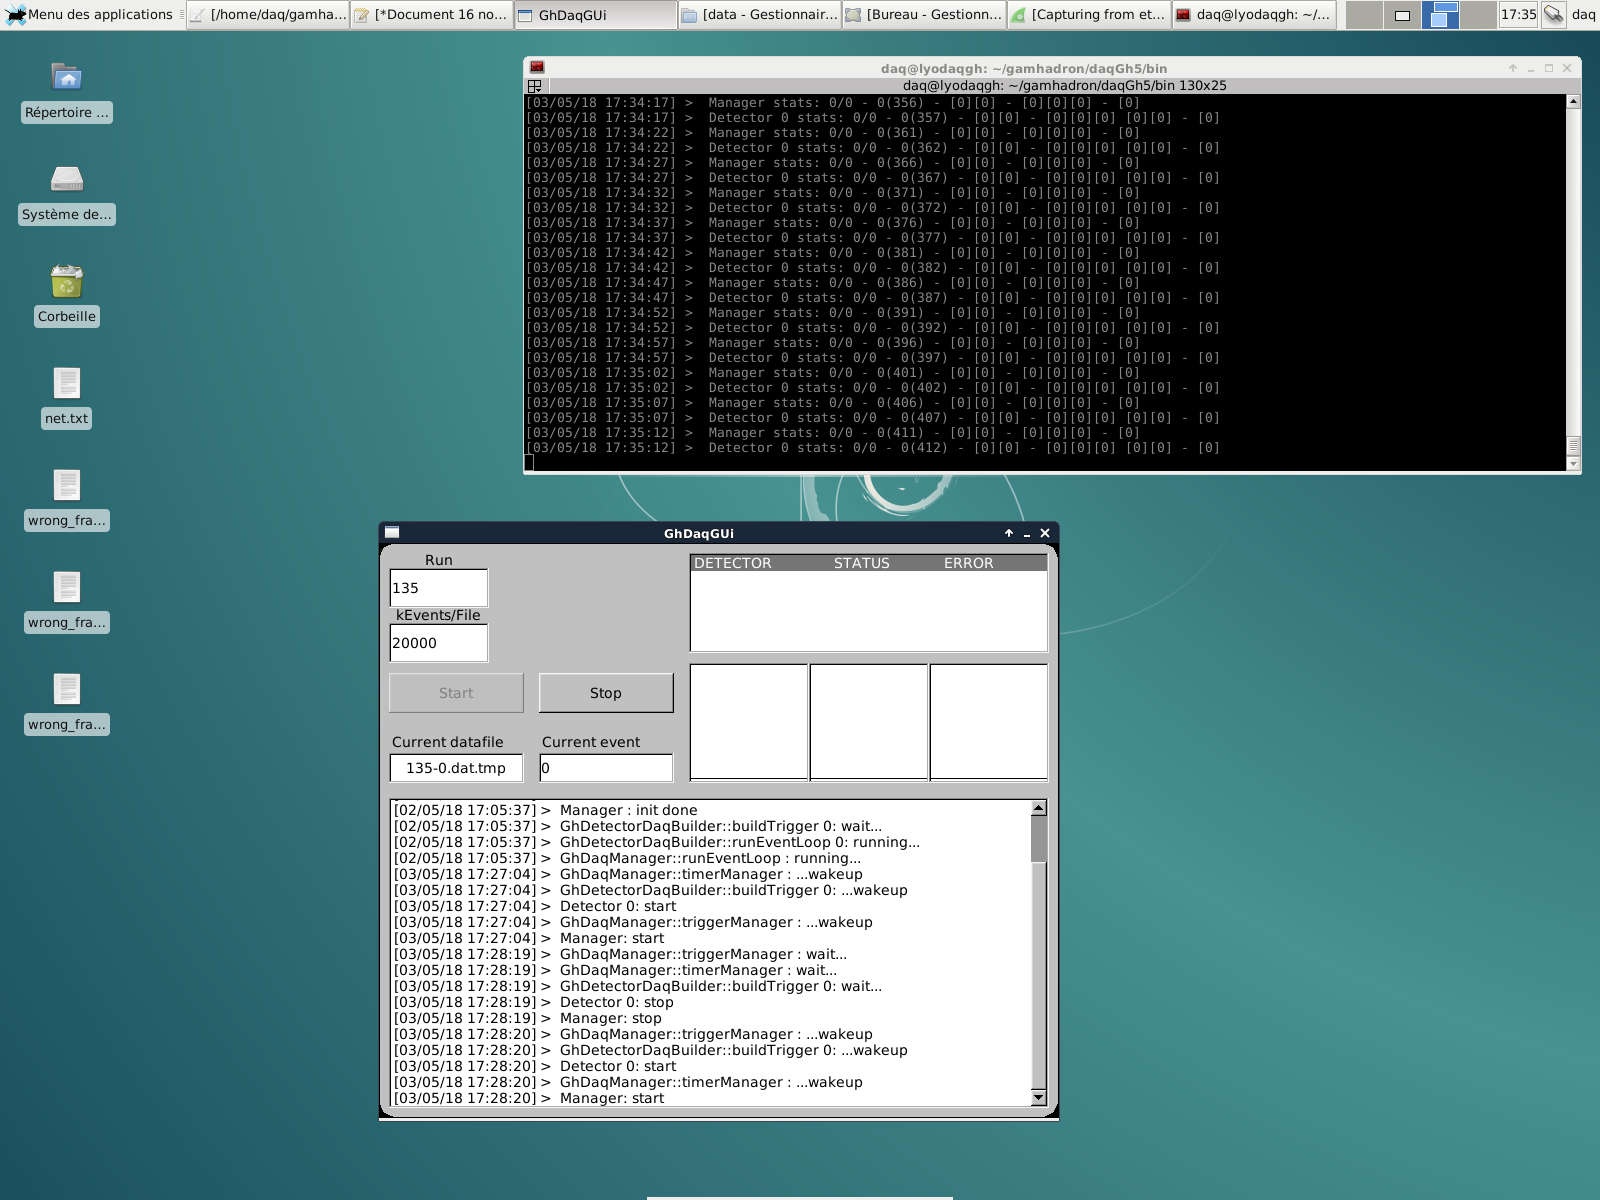 Menu des applications
[/home/daq/gamha...
[*Document 16 no...
GhDaqGUi
[data - Gestionnair...
[Bureau - Gestionn...
[Capturing from et...
daq@lyodaqgh: ~/...
17:35
daq
Répertoire ...
Système de...
Corbeille
net.txt
wrong_fra...
wrong_fra...
wrong_fra...
daq@lyodaqgh: ~/gamhadron/daqGh5/bin
daq@lyodaqgh: ~/gamhadron/daqGh5/bin 130x25
[03/05/18 17:34:17] >  Manager stats: 0/0 - 0(356) - [0][0] - [0][0][0] - [0]
[03/05/18 17:34:17] >  Detector 0 stats: 0/0 - 0(357) - [0][0] - [0][0][0] [0][0] - [0]
[03/05/18 17:34:22] >  Manager stats: 0/0 - 0(361) - [0][0] - [0][0][0] - [0]
[03/05/18 17:34:22] >  Detector 0 stats: 0/0 - 0(362) - [0][0] - [0][0][0] [0][0] - [0]
[03/05/18 17:34:27] >  Manager stats: 0/0 - 0(366) - [0][0] - [0][0][0] - [0]
[03/05/18 17:34:27] >  Detector 0 stats: 0/0 - 0(367) - [0][0] - [0][0][0] [0][0] - [0]
[03/05/18 17:34:32] >  Manager stats: 0/0 - 0(371) - [0][0] - [0][0][0] - [0]
[03/05/18 17:34:32] >  Detector 0 stats: 0/0 - 0(372) - [0][0] - [0][0][0] [0][0] - [0]
[03/05/18 17:34:37] >  Manager stats: 0/0 - 0(376) - [0][0] - [0][0][0] - [0]
[03/05/18 17:34:37] >  Detector 0 stats: 0/0 - 0(377) - [0][0] - [0][0][0] [0][0] - [0]
[03/05/18 17:34:42] >  Manager stats: 0/0 - 0(381) - [0][0] - [0][0][0] - [0]
[03/05/18 17:34:42] >  Detector 0 stats: 0/0 - 0(382) - [0][0] - [0][0][0] [0][0] - [0]
[03/05/18 17:34:47] >  Manager stats: 0/0 - 0(386) - [0][0] - [0][0][0] - [0]
[03/05/18 17:34:47] >  Detector 0 stats: 0/0 - 0(387) - [0][0] - [0][0][0] [0][0] - [0]
[03/05/18 17:34:52] >  Manager stats: 0/0 - 0(391) - [0][0] - [0][0][0] - [0]
[03/05/18 17:34:52] >  Detector 0 stats: 0/0 - 0(392) - [0][0] - [0][0][0] [0][0] - [0]
[03/05/18 17:34:57] >  Manager stats: 0/0 - 0(396) - [0][0] - [0][0][0] - [0]
[03/05/18 17:34:57] >  Detector 0 stats: 0/0 - 0(397) - [0][0] - [0][0][0] [0][0] - [0]
[03/05/18 17:35:02] >  Manager stats: 0/0 - 0(401) - [0][0] - [0][0][0] - [0]
[03/05/18 17:35:02] >  Detector 0 stats: 0/0 - 0(402) - [0][0] - [0][0][0] [0][0] - [0]
[03/05/18 17:35:07] >  Manager stats: 0/0 - 0(406) - [0][0] - [0][0][0] - [0]
[03/05/18 17:35:07] >  Detector 0 stats: 0/0 - 0(407) - [0][0] - [0][0][0] [0][0] - [0]
[03/05/18 17:35:12] >  Manager stats: 0/0 - 0(411) - [0][0] - [0][0][0] - [0]
[03/05/18 17:35:12] >  Detector 0 stats: 0/0 - 0(412) - [0][0] - [0][0][0] [0][0] - [0]
GhDaqGUi
Run
135
kEvents/File
20000
Start
Stop
Current datafile
Current event
135-0.dat.tmp
0
DETECTOR STATUS ERROR
[02/05/18 17:05:37] >  Manager : init done
[02/05/18 17:05:37] >  GhDetectorDaqBuilder::buildTrigger 0: wait...
[02/05/18 17:05:37] >  GhDetectorDaqBuilder::runEventLoop 0: running...
[02/05/18 17:05:37] >  GhDaqManager::runEventLoop : running...
[03/05/18 17:27:04] >  GhDaqManager::timerManager : ...wakeup
[03/05/18 17:27:04] >  GhDetectorDaqBuilder::buildTrigger 0: ...wakeup
[03/05/18 17:27:04] >  Detector 0: start
[03/05/18 17:27:04] >  GhDaqManager::triggerManager : ...wakeup
[03/05/18 17:27:04] >  Manager: start
[03/05/18 17:28:19] >  GhDaqManager::triggerManager : wait...
[03/05/18 17:28:19] >  GhDaqManager::timerManager : wait...
[03/05/18 17:28:19] >  GhDetectorDaqBuilder::buildTrigger 0: wait...
[03/05/18 17:28:19] >  Detector 0: stop
[03/05/18 17:28:19] >  Manager: stop
[03/05/18 17:28:20] >  GhDaqManager::triggerManager : ...wakeup
[03/05/18 17:28:20] >  GhDetectorDaqBuilder::buildTrigger 0: ...wakeup
[03/05/18 17:28:20] >  Detector 0: start
[03/05/18 17:28:20] >  GhDaqManager::timerManager : ...wakeup
[03/05/18 17:28:20] >  Manager: start